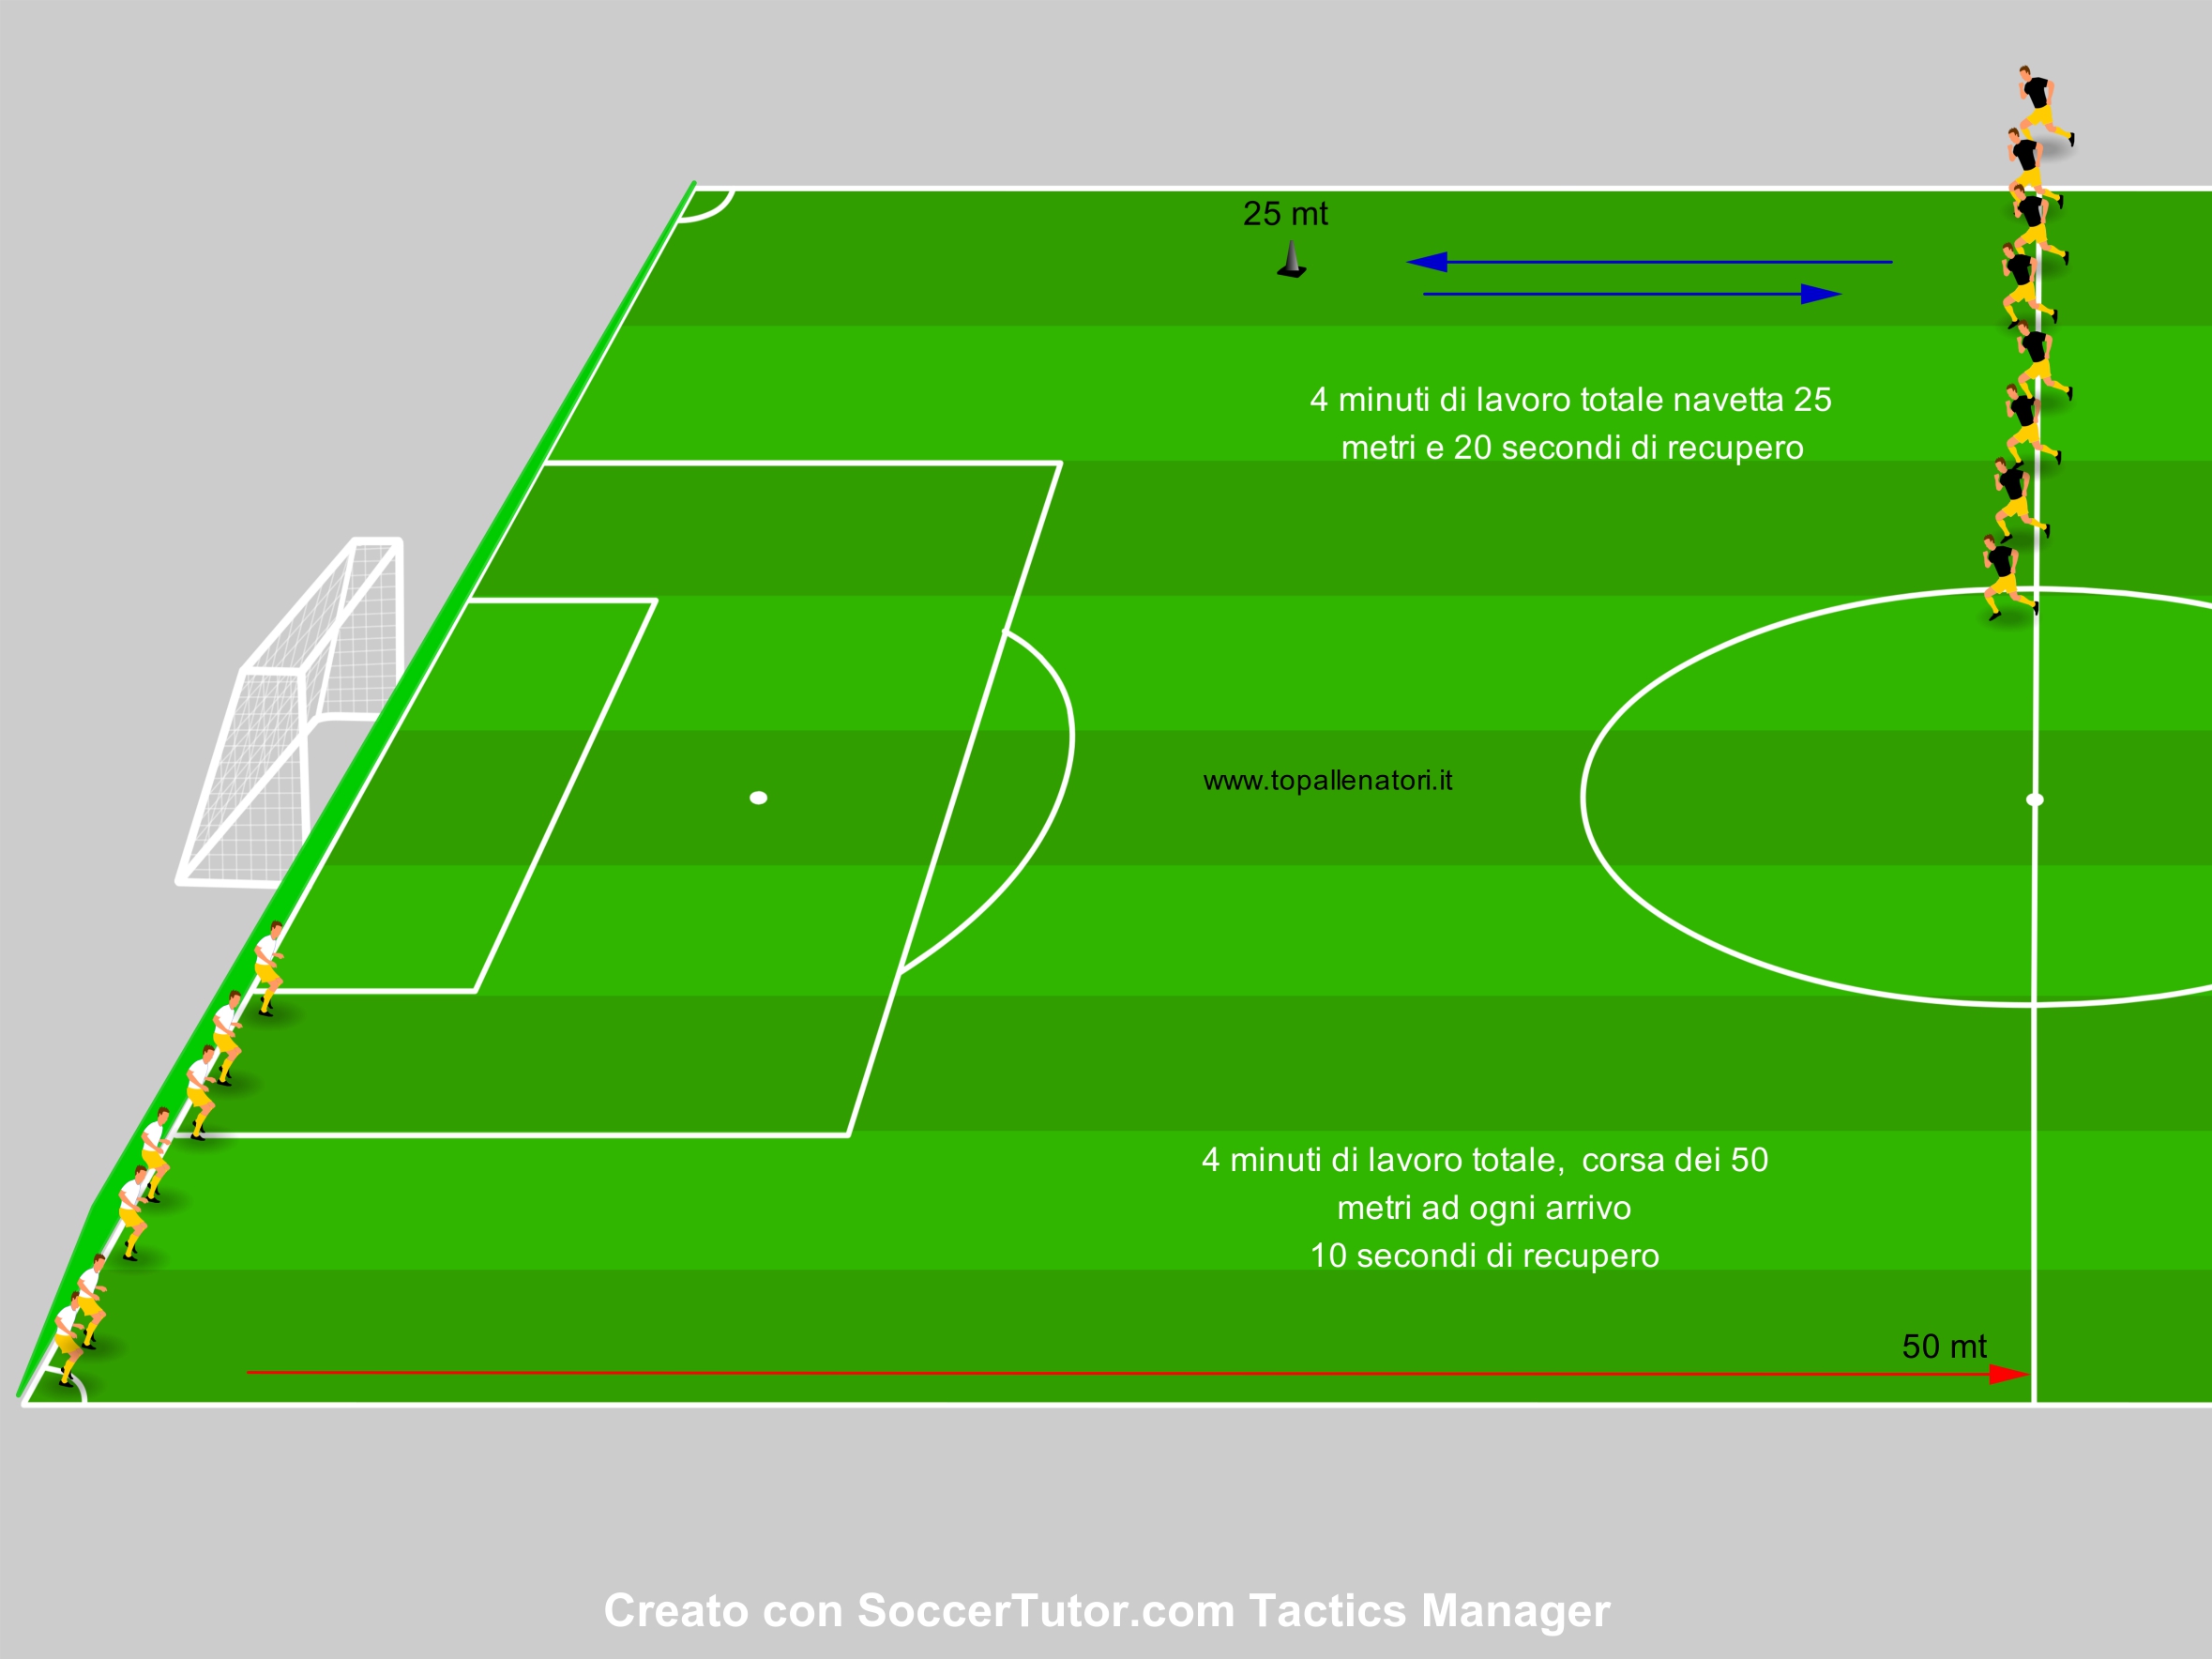 25 mt
4 minuti di lavoro totale navetta 25
metri e 20 secondi di recupero
www.topallenatori.it
4 minuti di lavoro totale,  corsa dei 50
metri ad ogni arrivo
10 secondi di recupero
50 mt
Creato con SoccerTutor.com Tactics Manager